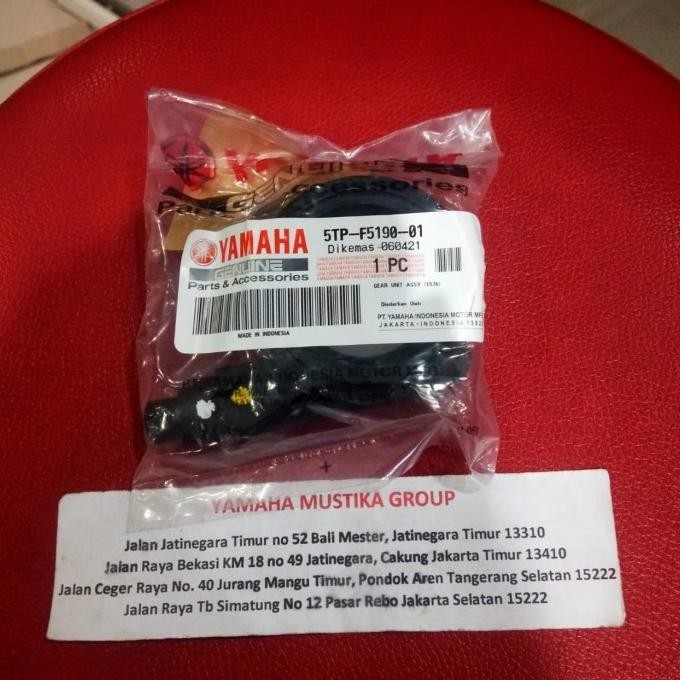 YAMAHA
GENUINE
Parts & Accessories
5TP-F5190-01
Dikemas 060421
1 PC
GEAR UNIT ASSY (1S76)
Diedarkan Oleh
PT. YAMAHA INDONESIA MOTOR MFG
JAKARTA-INDONESIA
MADE IN INDONESIA
YAMAHA MUSTIKA GROUP
Jalan Jatinegara Timur no 52 Bali Mester, Jatinegara Timur 13310
Jalan Raya Bekasi KM 18 no 49 Jatinegara, Cakung Jakarta Timur 13410
Jalan Ceger Raya No. 40 Jurang Mangu Timur, Pondok Aren Tangerang Selatan 15222
Jalan Raya Tb Simatung No 12 Pasar Rebo Jakarta Selatan 15222